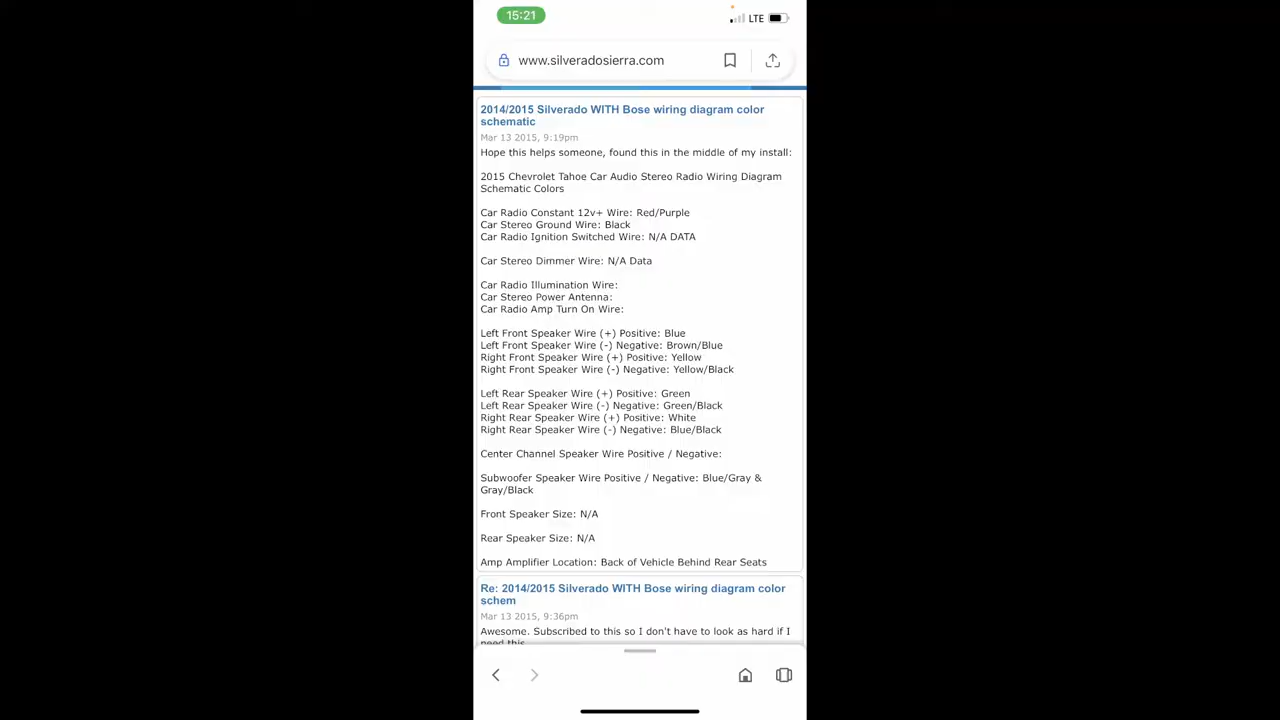 15:21
LTE
www.silveradosierra.com
2014/2015 Silverado WITH Bose wiring diagram color
schematic
Mar 13 2015, 9:19pm
Hope this helps someone, found this in the middle of my install:
2015 Chevrolet Tahoe Car Audio Stereo Radio Wiring Diagram
Schematic Colors
Car Radio Constant 12v+ Wire: Red/Purple
Car Stereo Ground Wire: Black
Car Radio Ignition Switched Wire: N/A DATA
Car Stereo Dimmer Wire: N/A Data
Car Radio Illumination Wire:
Car Stereo Power Antenna:
Car Radio Amp Turn On Wire:
Left Front Speaker Wire (+) Positive: Blue
Left Front Speaker Wire (-) Negative: Brown/Blue
Right Front Speaker Wire (+) Positive: Yellow
Right Front Speaker Wire (-) Negative: Yellow/Black
Left Rear Speaker Wire (+) Positive: Green
Left Rear Speaker Wire (-) Negative: Green/Black
Right Rear Speaker Wire (+) Positive: White
Right Rear Speaker Wire (-) Negative: Blue/Black
Center Channel Speaker Wire Positive / Negative:
Subwoofer Speaker Wire Positive / Negative: Blue/Gray &
Gray/Black
Front Speaker Size: N/A
Rear Speaker Size: N/A
Amp Amplifier Location: Back of Vehicle Behind Rear Seats
Re: 2014/2015 Silverado WITH Bose wiring diagram color
schem
Mar 13 2015, 9:36pm
Awesome. Subscribed to this so I don't have to look as hard if I
need this